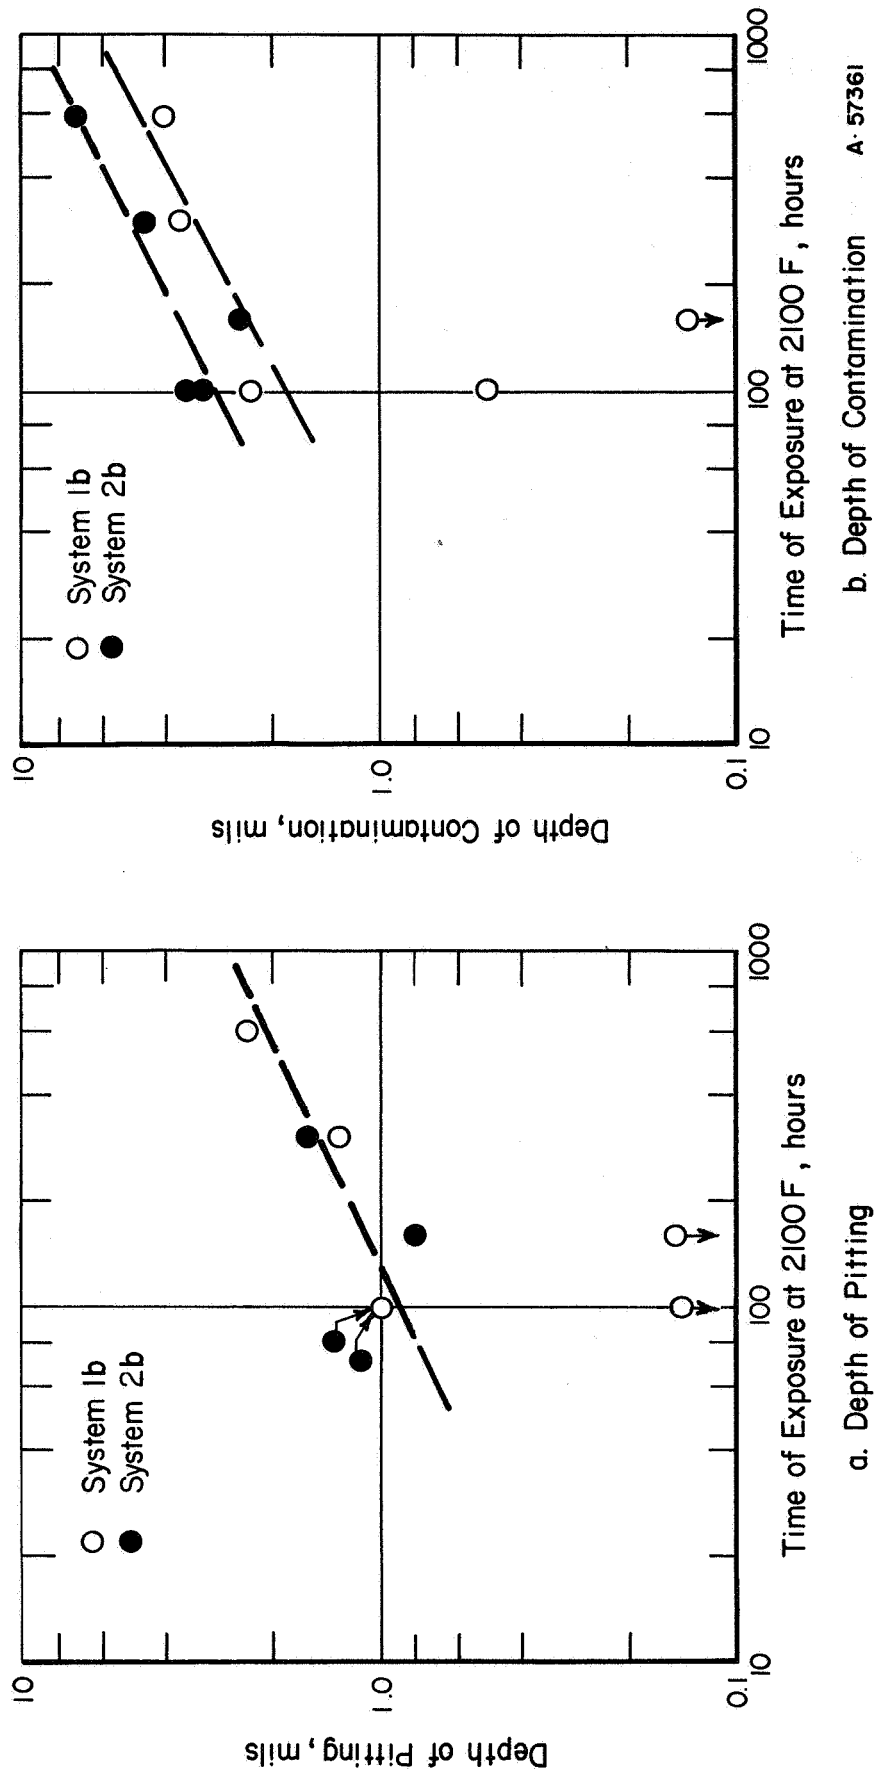 Depth of Pitting, mils
10
1.0
0.1
System 1b
System 2b
10
100
1000
Time of Exposure at 2100 F, hours
a. Depth of Pitting
Depth of Contamination, mils
10
1.0
0.1
System 1b
System 2b
10
100
1000
Time of Exposure at 2100 F, hours
b. Depth of Contamination
A-57361